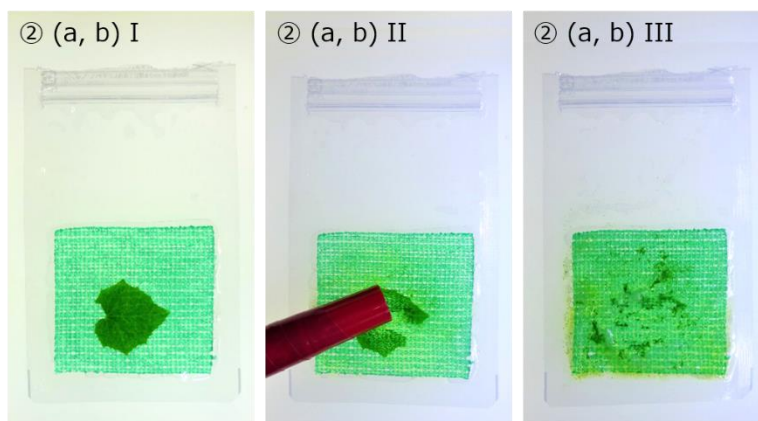 ② (a, b) I
② (a, b) II
② (a, b) III